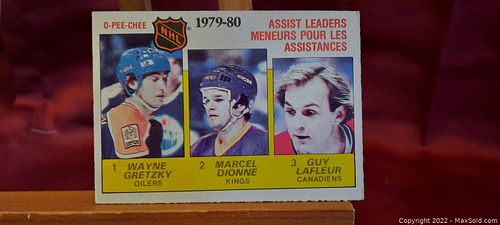 O-PEE-CHEE
NHL
®
1979-80
ASSIST LEADERS
MENEURS POUR LES
ASSISTANCES
1 WAYNE
GRETZKY
OILERS
2 MARCEL
DIONNE
KINGS
3 GUY
LAFLEUR
CANADIENS
Copyright 2022 - MaxSold.com